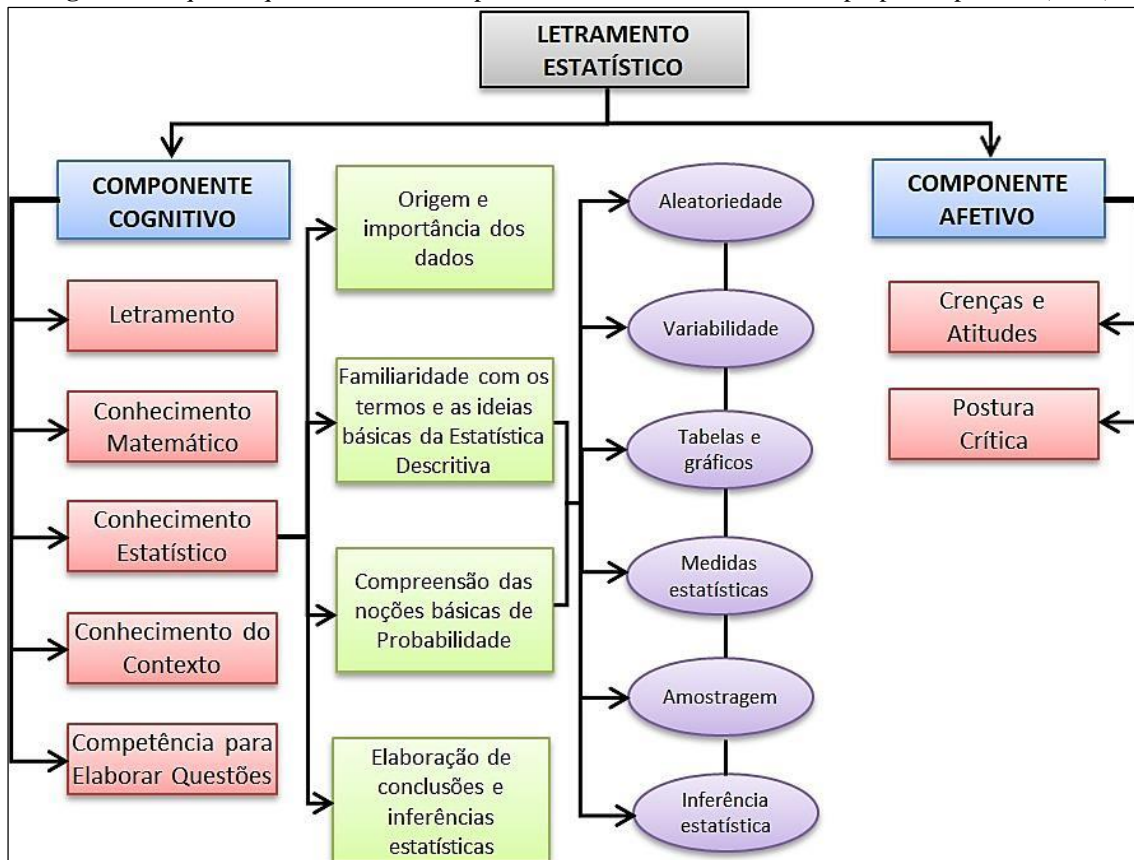 LETRAMENTO
ESTATÍSTICO
COMPONENTE
COGNITIVO
Letramento
Conhecimento
Matemático
Conhecimento
Estatístico
Conhecimento do
Contexto
Competência para
Elaborar Questões
Origem e
importância dos
dados
Familiaridade com os
termos e as ideias
básicas da Estatística
Descritiva
Compreensão das
noções básicas de
Probabilidade
Elaboração de
conclusões e
inferências
estatísticas
Aleatoriedade
Variabilidade
Tabelas e
gráficos
Medidas
estatísticas
Amostragem
Inferência
estatística
COMPONENTE
AFETIVO
Crenças e
Atitudes
Postura
Crítica